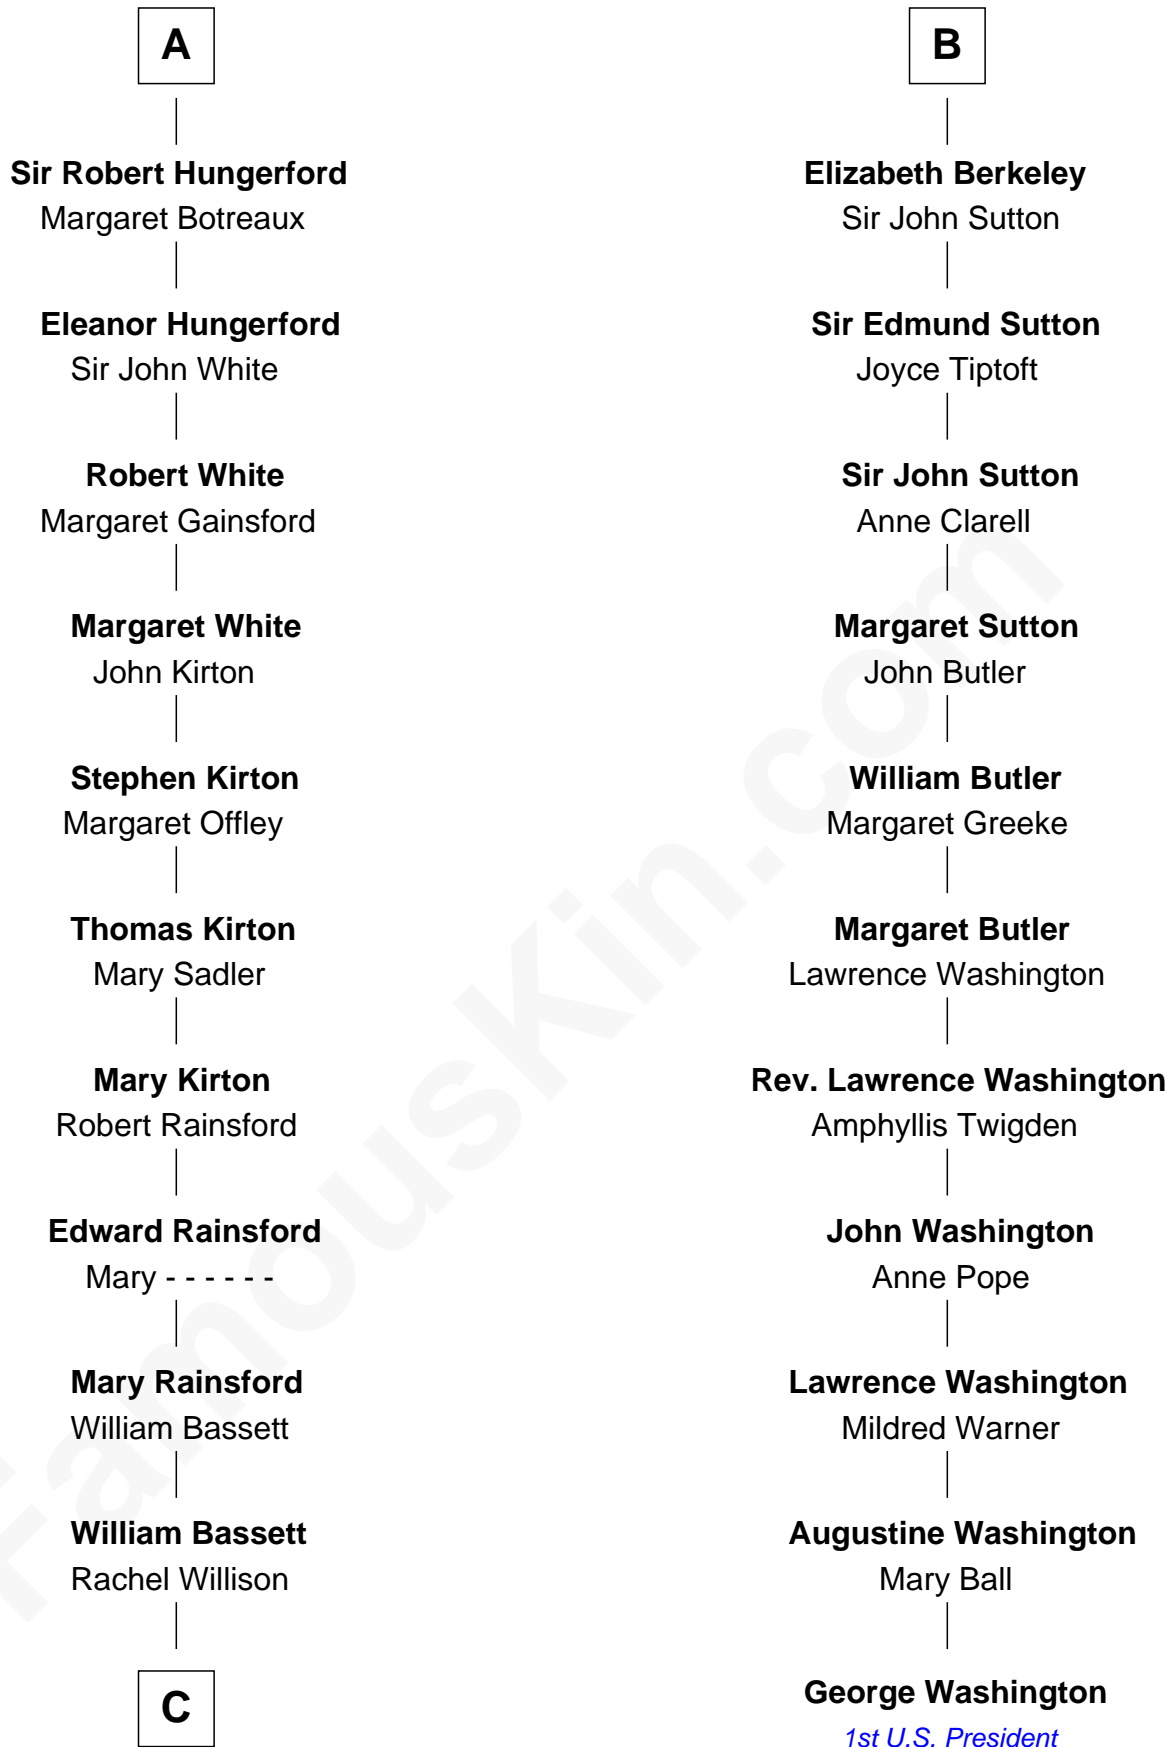 A
Sir Robert Hungerford
Margaret Botreaux
Eleanor Hungerford
Sir John White
Robert White
Margaret Gainsford
Margaret White
John Kirton
Stephen Kirton
Margaret Offley
Thomas Kirton
Mary Sadler
Mary Kirton
Robert Rainsford
Edward Rainsford
Mary - - - - - -
Mary Rainsford
William Bassett
William Bassett
Rachel Willison
C
B
Elizabeth Berkeley
Sir John Sutton
Sir Edmund Sutton
Joyce Tiptoft
Sir John Sutton
Anne Clarell
Margaret Sutton
John Butler
William Butler
Margaret Greeke
Margaret Butler
Lawrence Washington
Rev. Lawrence Washington
Amphyllis Twigden
John Washington
Anne Pope
Lawrence Washington
Mildred Warner
Augustine Washington
Mary Ball
George Washington
1st U.S. President
FamousKin.com